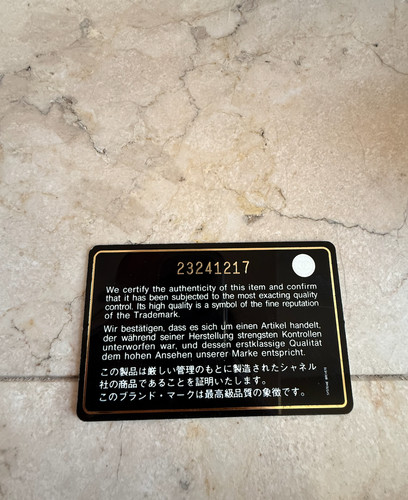 23241217
We certify the authenticity of this item and confirm
that it has been subjected to the most exacting quality
control. Its high quality is a symbol of the fine reputation
of the Trademark.
Wir bestätigen, dass es sich um einen Artikel handelt,
der während seiner Herstellung strengsten Kontrollen
unterworfen war, und dessen erstklassige Qualität
dem hohen Ansehen unserer Marke entspricht.
この製品は厳しい管理のもとに製造されたシャネル
社の商品であることを証明いたします。
このブランド・マークは最高級品質の象徴です。